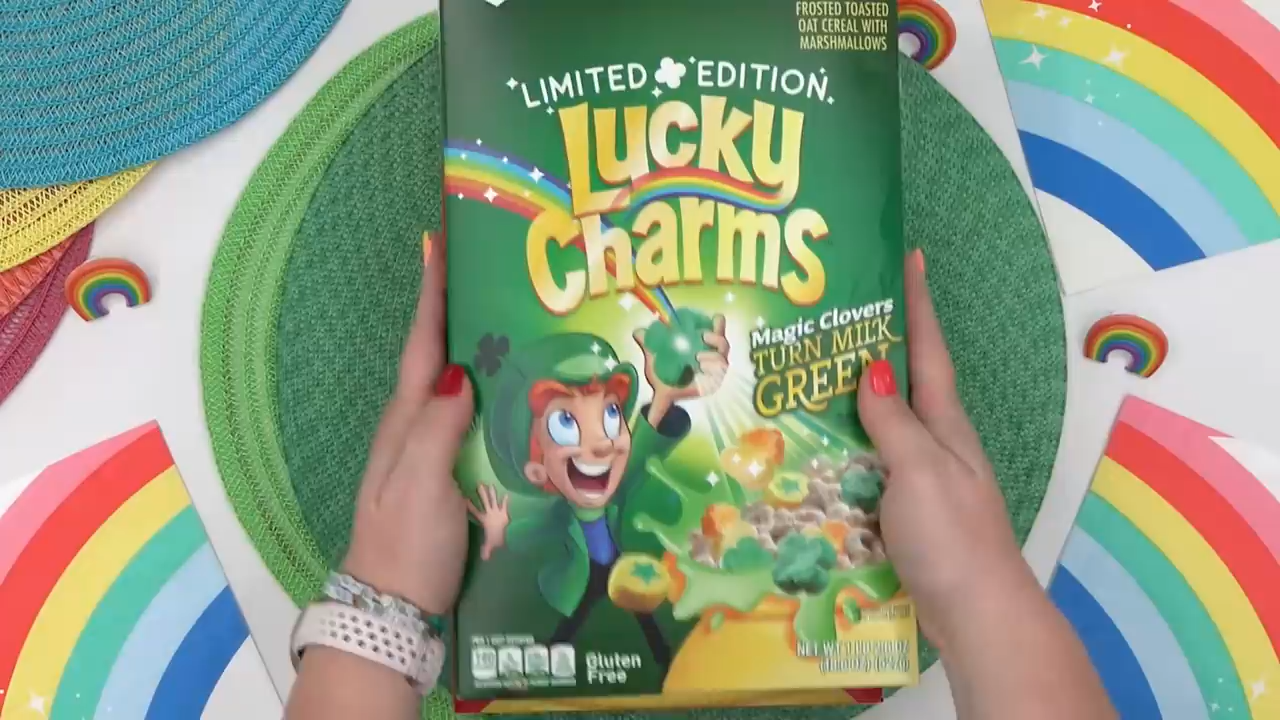 FROSTED TOASTED
OAT CEREAL WITH
MARSHMALLOWS
LIMITED EDITION
Lucky
Charms
Magic Clovers
TURN MILK
GREEN
Gluten
Free